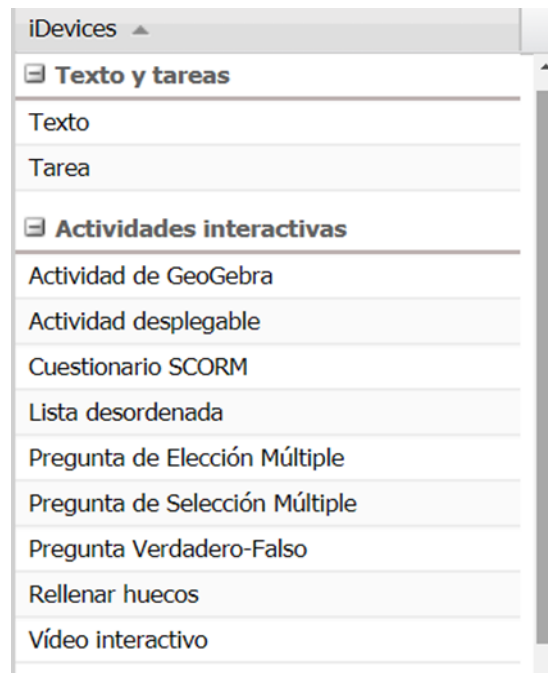 iDevices
Texto y tareas
Texto
Tarea
Actividades interactivas
Actividad de GeoGebra
Actividad desplegable
Cuestionario SCORM
Lista desordenada
Pregunta de Elección Múltiple
Pregunta de Selección Múltiple
Pregunta Verdadero-Falso
Rellenar huecos
Vídeo interactivo